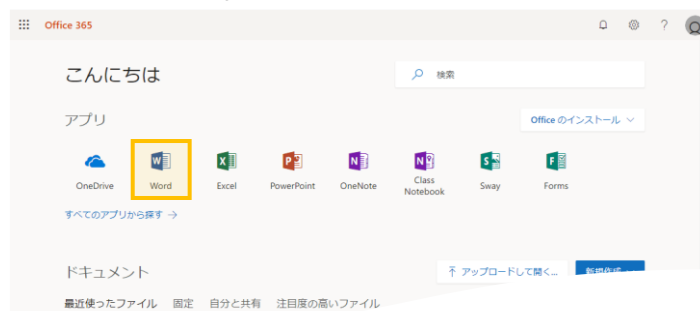 Office 365 ?
こんにちは
検索
アプリ
Office のインストール
OneDrive Word Excel PowerPoint OneNote Class Notebook Sway Forms
すべてのアプリから探す →
ドキュメント
アップロードして開く...
新規作成
最近使ったファイル 固定 自分と共有 注目度の高いファイル